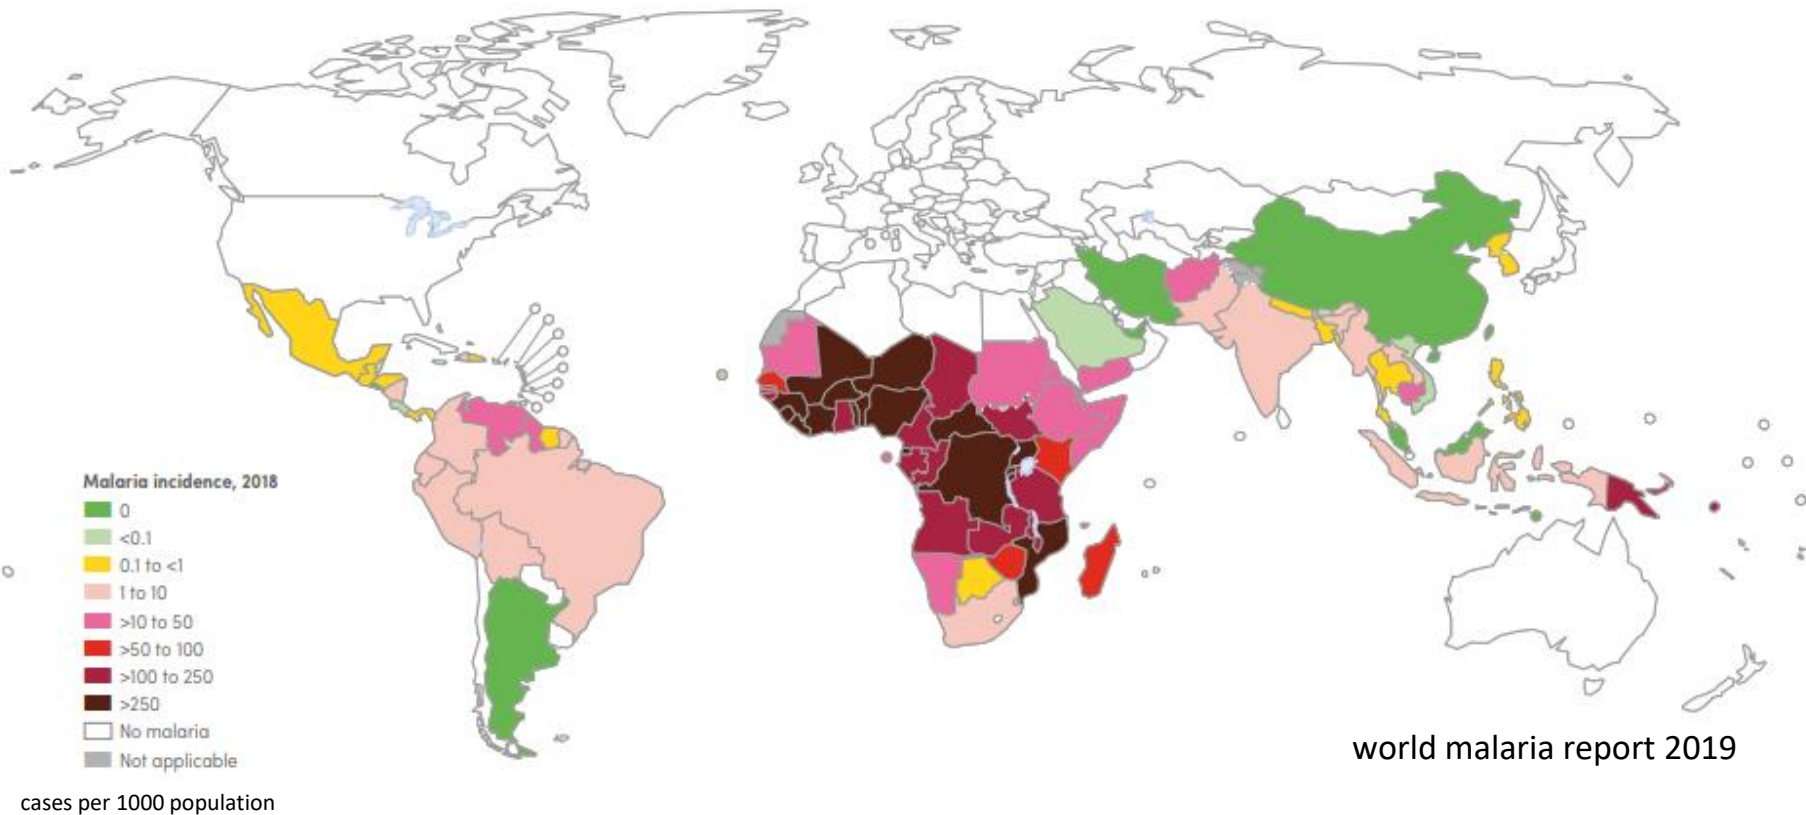 Malaria incidence, 2018
0
<0.1
0.1 to <1
1 to 10
>10 to 50
>50 to 100
>100 to 250
>250
No malaria
Not applicable
world malaria report 2019
cases per 1000 population